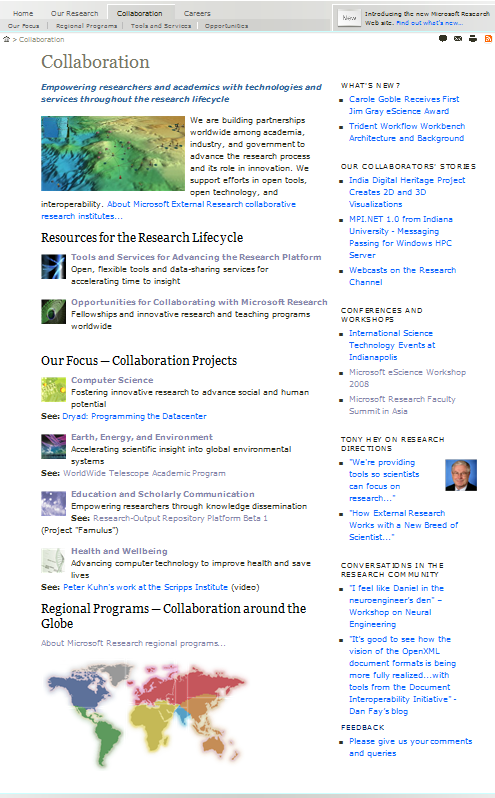 Home Our Research Collaboration Careers
Our Focus | Regional Programs | Tools and Services | Opportunities
New Introducing the new Microsoft Research
Web site. Find out what's new...
> Collaboration
Collaboration
Empowering researchers and academics with technologies and
services throughout the research lifecycle
We are building partnerships
worldwide among academia,
industry, and government to
advance the research process
and its role in innovation. We
support efforts in open tools,
open technology, and
interoperability. About Microsoft External Research collaborative
research institutes...
Resources for the Research Lifecycle
Tools and Services for Advancing the Research Platform
Open, flexible tools and data-sharing services for
accelerating time to insight
Opportunities for Collaborating with Microsoft Research
Fellowships and innovative research and teaching programs
worldwide
Our Focus — Collaboration Projects
Computer Science
Fostering innovative research to advance social and human
potential
See: Dryad: Programming the Datacenter
Earth, Energy, and Environment
Accelerating scientific insight into global environmental
systems
See: WorldWide Telescope Academic Program
Education and Scholarly Communication
Empowering researchers through knowledge dissemination
See: Research-Output Repository Platform Beta 1
(Project "Famulus")
Health and Wellbeing
Advancing computer technology to improve health and save
lives
See: Peter Kuhn's work at the Scripps Institute (video)
Regional Programs — Collaboration around the
Globe
About Microsoft Research regional programs...
WHAT'S NEW?
Carole Goble Receives First
Jim Gray eScience Award
Trident Workflow Workbench
Architecture and Background
OUR COLLABORATORS' STORIES
India Digital Heritage Project
Creates 2D and 3D
Visualizations
MPI.NET 1.0 from Indiana
University - Messaging
Passing for Windows HPC
Server
Webcasts on the Research
Channel
CONFERENCES AND
WORKSHOPS
International Science
Technology Events at
Indianapolis
Microsoft eScience Workshop
2008
Microsoft Research Faculty
Summit in Asia
TONY HEY ON RESEARCH
DIRECTIONS
"We're providing
tools so scientists
can focus on
research..."
"How External Research
Works with a New Breed of
Scientist..."
CONVERSATIONS IN THE
RESEARCH COMMUNITY
"I feel like Daniel in the
neuroengineer's den" –
Workshop on Neural
Engineering
"It's good to see how the
vision of the OpenXML
document formats is being
more fully realized...with
tools from the Document
Interoperability Initiative" -
Dan Fay's blog
FEEDBACK
Please give us your comments
and queries